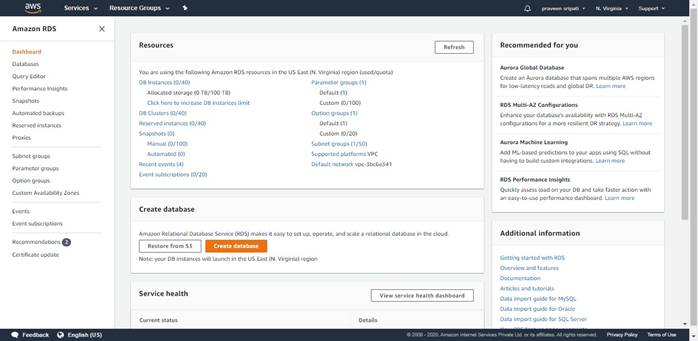 aws
Services
Resource Groups
praveen sripati
N. Virginia
Support
Amazon RDS
Dashboard
Databases
Query Editor
Performance Insights
Snapshots
Automated backups
Reserved instances
Proxies
Subnet groups
Parameter groups
Option groups
Custom Availability Zones
Events
Event subscriptions
Recommendations 2
Certificate update
Resources
Refresh
You are using the following Amazon RDS resources in the US East (N. Virginia) region (used/quota)
DB Instances (0/40)
Allocated storage (0 TB/100 TB)
Click here to increase DB instances limit
DB Clusters (0/40)
Reserved instances (0/40)
Snapshots (0)
Manual (0/100)
Automated (0)
Recent events (4)
Event subscriptions (0/20)
Parameter groups (1)
Default (1)
Custom (0/100)
Option groups (1)
Default (1)
Custom (0/20)
Subnet groups (1/50)
Supported platforms VPC
Default network vpc-3bc6e341
Create database
Amazon Relational Database Service (RDS) makes it easy to set up, operate, and scale a relational database in the cloud.
Restore from S3
Create database
Note: your DB instances will launch in the US East (N. Virginia) region
Service health
View service health dashboard
Current status
Details
Recommended for you
Aurora Global Database
Create an Aurora database that spans multiple AWS regions
for low-latency reads and global DR. Learn more
RDS Multi-AZ Configurations
Enhance your database's availability with RDS Multi-AZ
configurations for a more resilient DR strategy. Learn more
Aurora Machine Learning
Add ML-based predictions to your apps using SQL without
having to build custom integrations. Learn more
RDS Performance Insights
Quickly assess load on your DB and take faster action with
an easy-to-use performance dashboard. Learn more
Additional information
Getting started with RDS
Overview and features
Documentation
Articles and tutorials
Data import guide for MySQL
Data import guide for Oracle
Data import guide for SQL Server
Feedback
English (US)
© 2008 - 2020, Amazon Internet Services Private Ltd. or its affiliates. All rights reserved.
Privacy Policy
Terms of Use